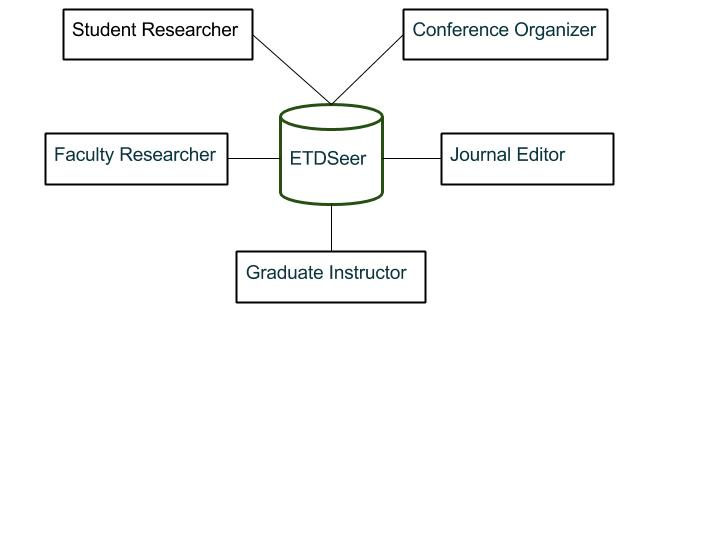 Student Researcher
Conference Organizer
Faculty Researcher
ETDSeer
Journal Editor
Graduate Instructor